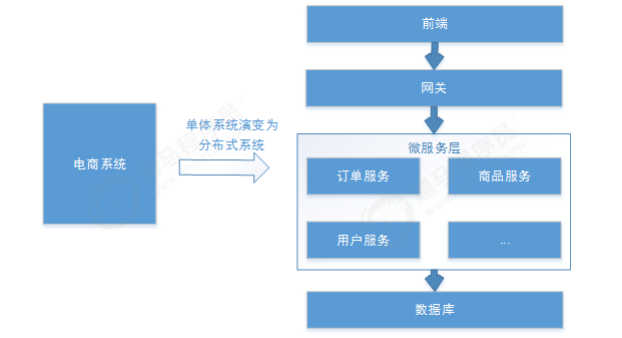 前端
网关
单体系统演变为
分布式系统
电商系统
微服务层
订单服务
商品服务
用户服务
...
数据库